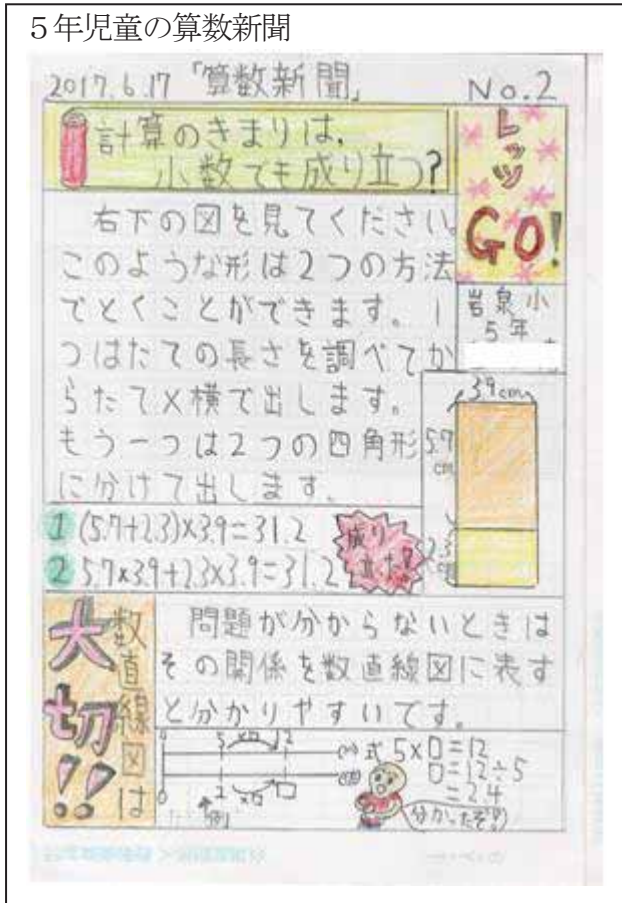 5年児童の算数新聞
2017.6.17「算数新聞」 No.2
計算のきまりは、
小数でも成り立つ?
レッツ
GO!
岩泉小
5年
右下の図を見てください。
このような形は2つの方法
でとくことができます。1
つはたての長さを調べてか
らたて×横で出します。
もう一つは2つの四角形
に分けて出します。
3.9cm
5.7
cm
2.3
cm
1 (5.7+2.3)×3.9=31.2
2 5.7×3.9+2.3×3.9=31.2
成り
立つ!
数直線図は
大切!!
問題が分からないときは
その関係を数直線図に表す
と分かりやすいです。
0 5 ×□ 12
0 1 ×□ □
↑例
式 5×□=12
□=12÷5
=2.4
分かったぞ!